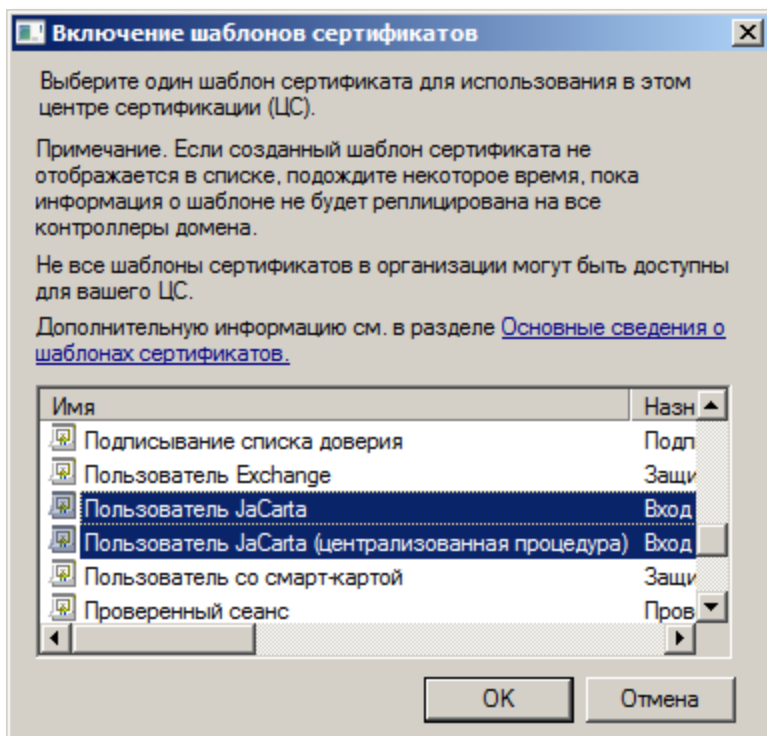 Включение шаблонов сертификатов
Выберите один шаблон сертификата для использования в этом
центре сертификации (ЦС).
Примечание. Если созданный шаблон сертификата не
отображается в списке, подождите некоторое время, пока
информация о шаблоне не будет реплицирована на все
контроллеры домена.
Не все шаблоны сертификатов в организации могут быть доступны
для вашего ЦС.
Дополнительную информацию см. в разделе Основные сведения о
шаблонах сертификатов.
Имя Назн
Подписывание списка доверия Подп
Пользователь Exchange Защи
Пользователь JaCarta Вход
Пользователь JaCarta (централизованная процедура) Вход
Пользователь со смарт-картой Защи
Проверенный сеанс Пров
OK Отмена